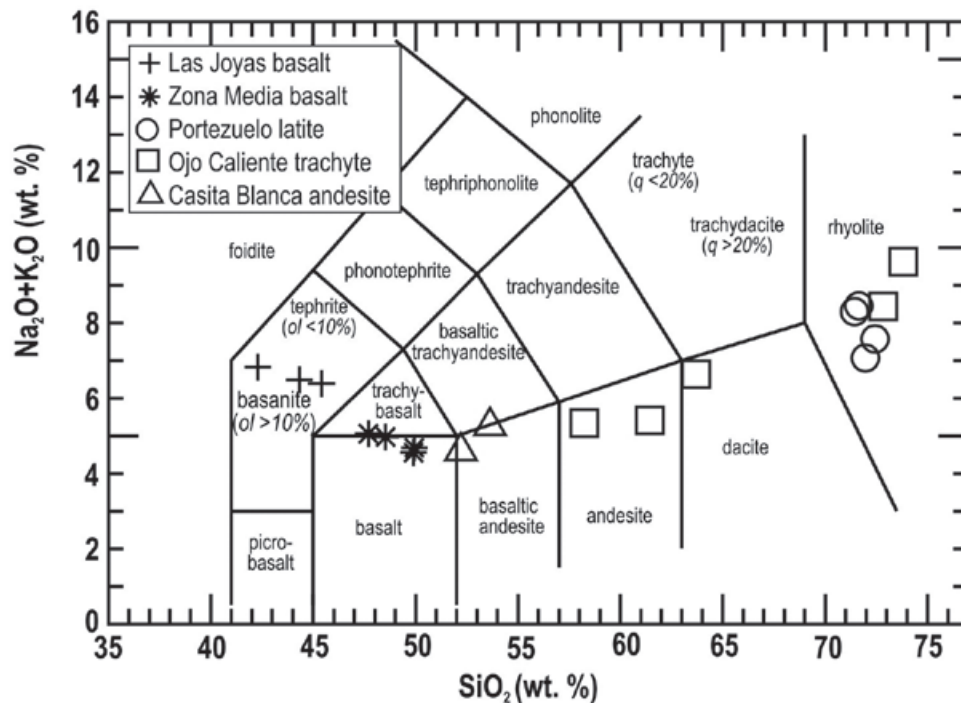 16
14
12
10
8
6
4
2
0
Na₂O+K₂O (wt. %)
Las Joyas basalt
Zona Media basalt
Portezuelo latite
Ojo Caliente trachyte
Casita Blanca andesite
phonolite
trachyte
(q <20%)
tephriphonolite
trachydacite
(q >20%)
rhyolite
foidite
phonotephrite
trachyandesite
tephrite
(ol <10%)
basaltic
trachyandesite
basanite
(ol >10%)
trachy-
basalt
dacite
basalt
basaltic
andesite
andesite
picro-
basalt
35
40
45
50
55
60
65
70
75
SiO₂ (wt. %)